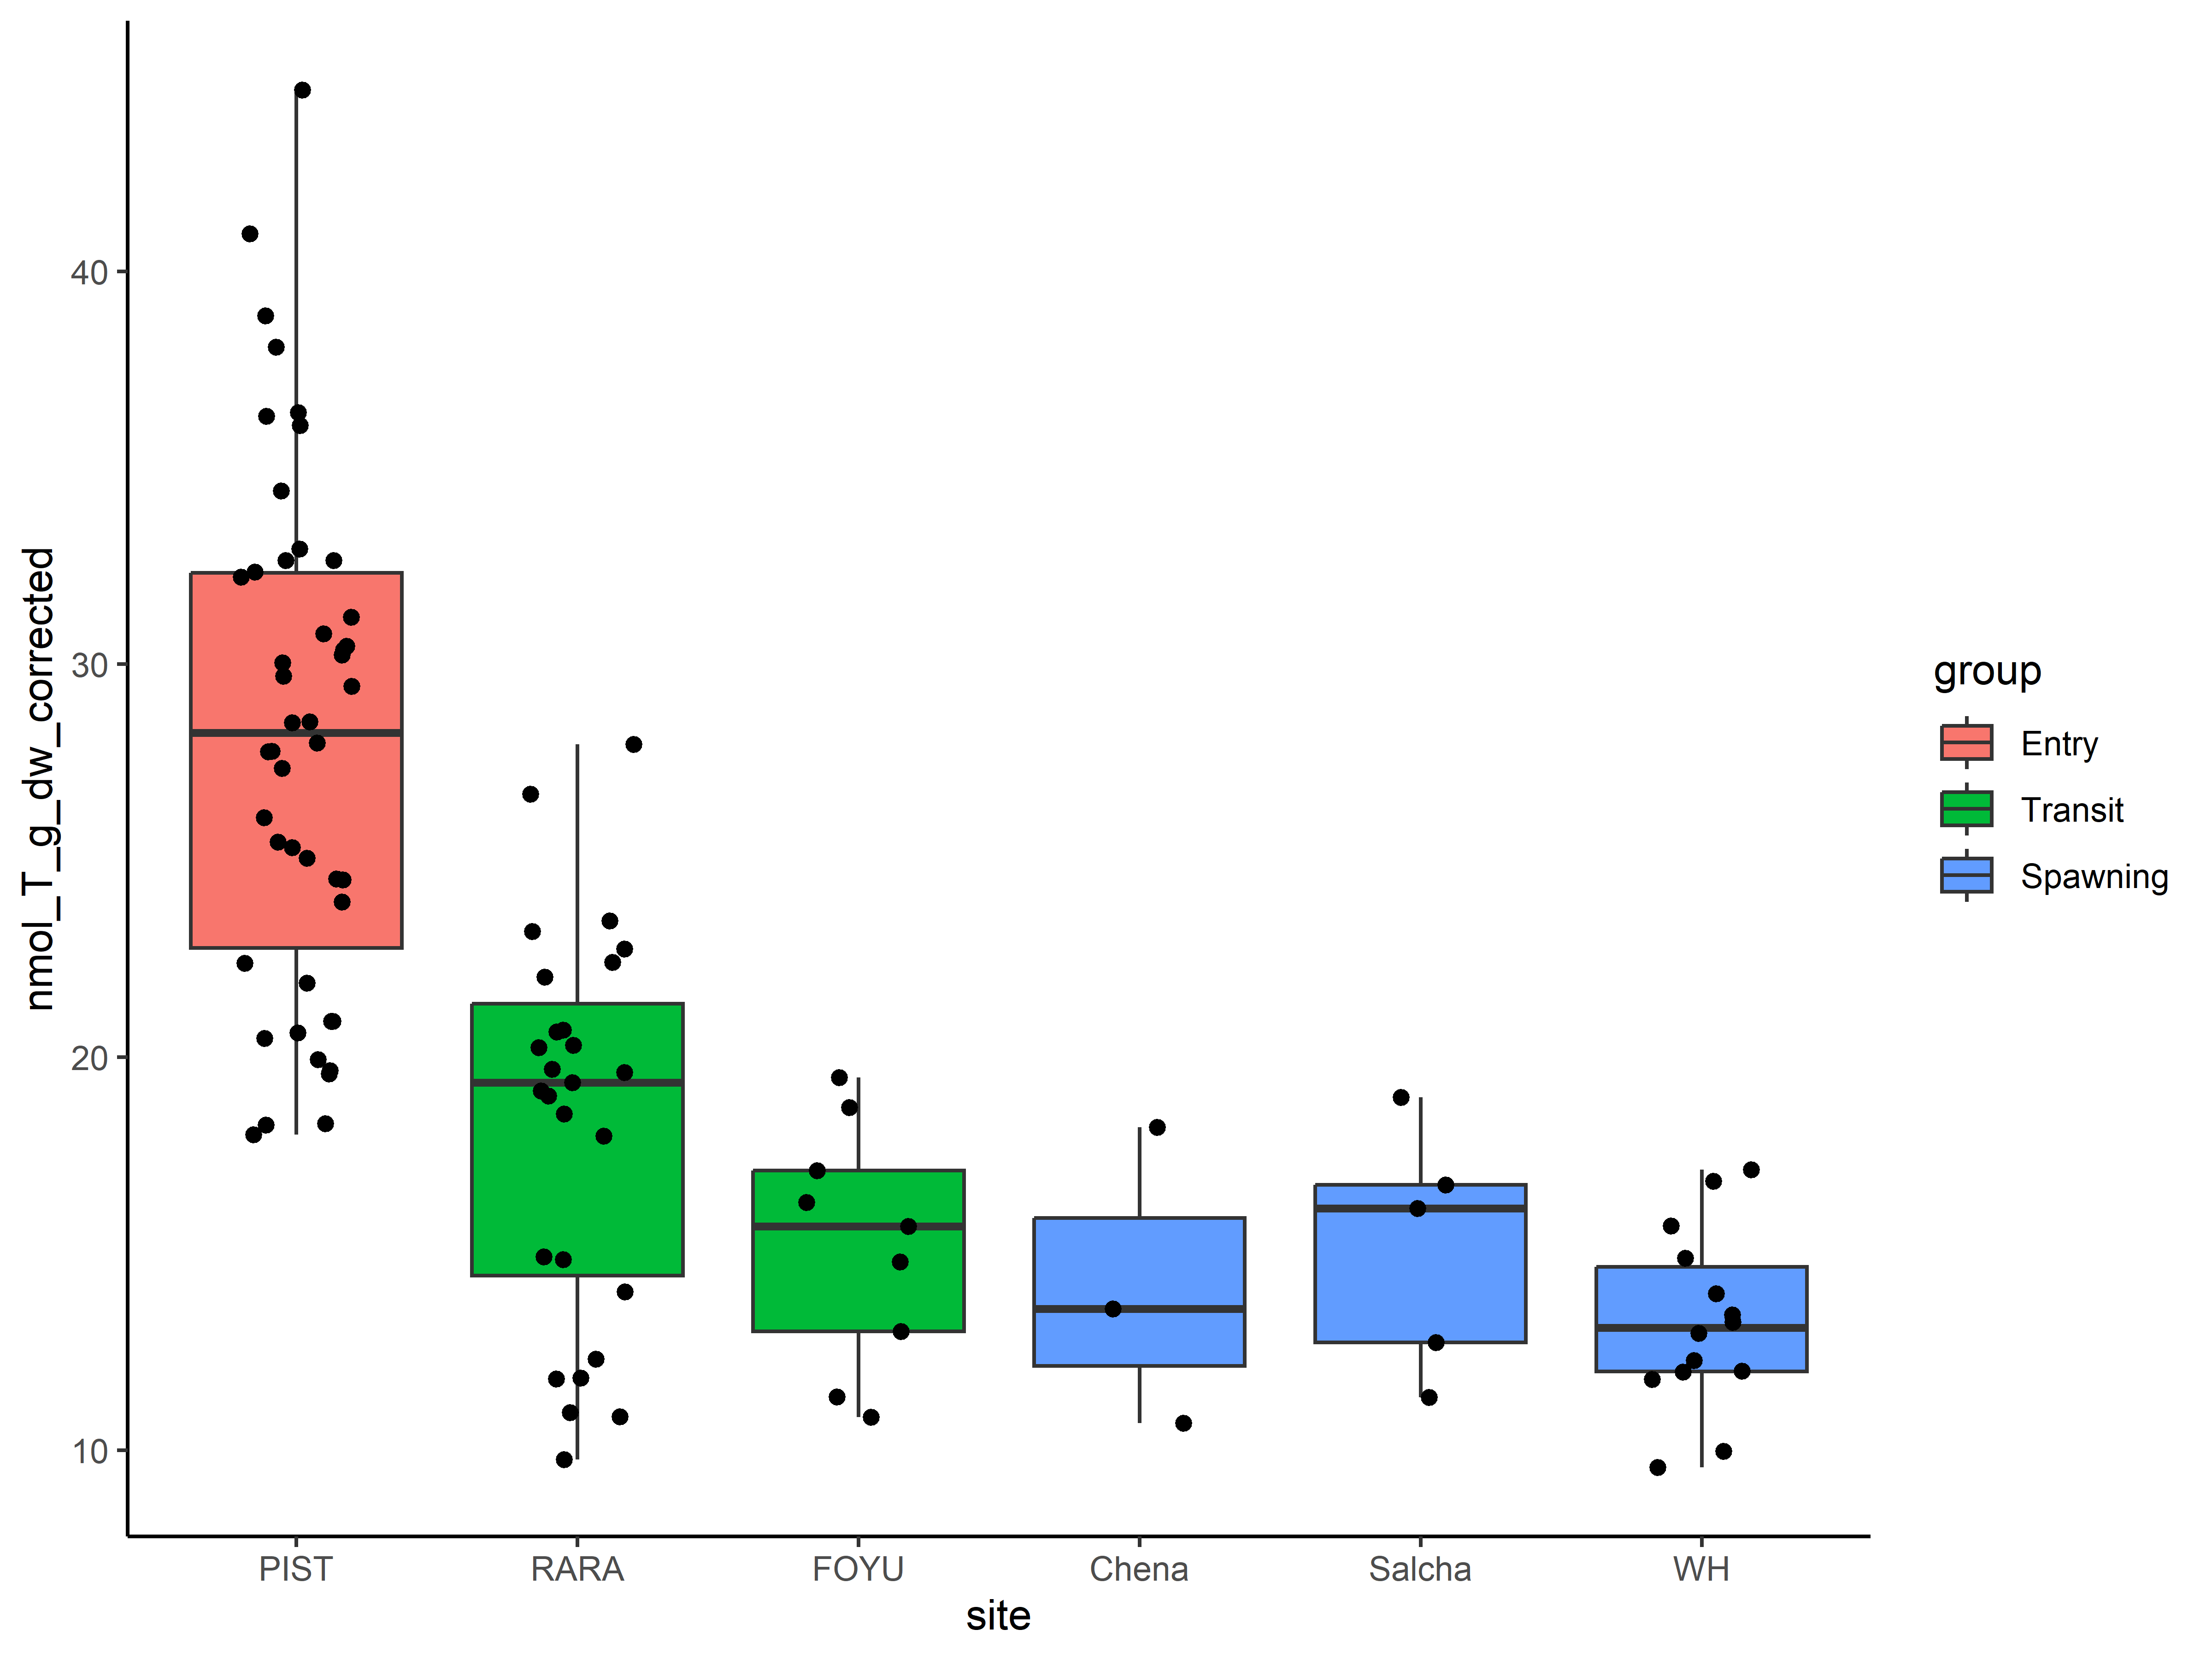 nmol_T_g_dw_corrected
40
30
20
10
PIST RARA FOYU Chena Salcha WH
site
group
Entry
Transit
Spawning